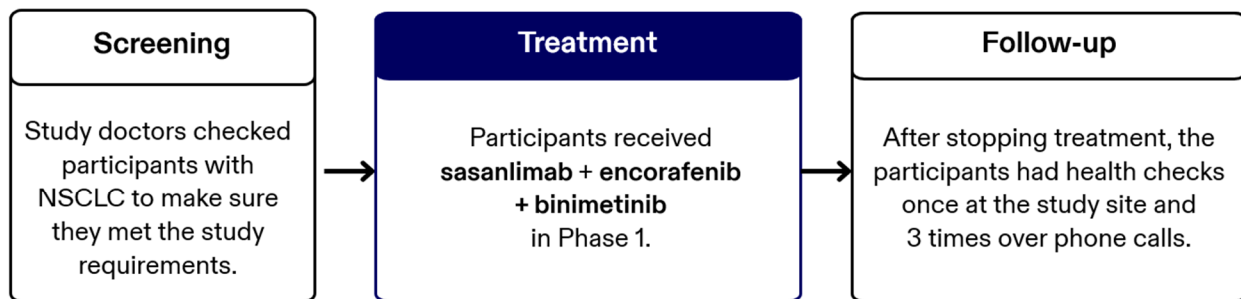 Screening
Study doctors checked
participants with
NSCLC to make sure
they met the study
requirements.
Treatment
Participants received
sasanlimab + encorafenib
+ binimetinib
in Phase 1.
Follow-up
After stopping treatment, the
participants had health checks
once at the study site and
3 times over phone calls.